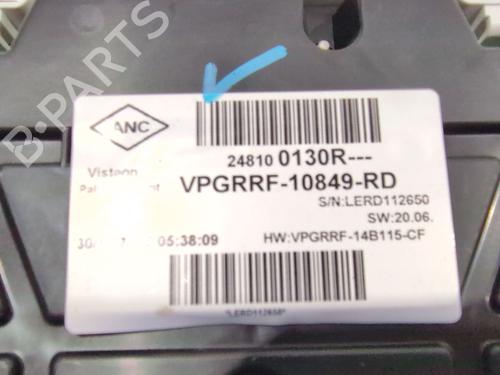 B-PARTS
ANC
24810 0130R---
Visteon
VPGRRF-10849-RD
S/N:LERD112650
SW:20.06.
05:38:09 HW:VPGRRF-14B115-CF
*LERD112650*